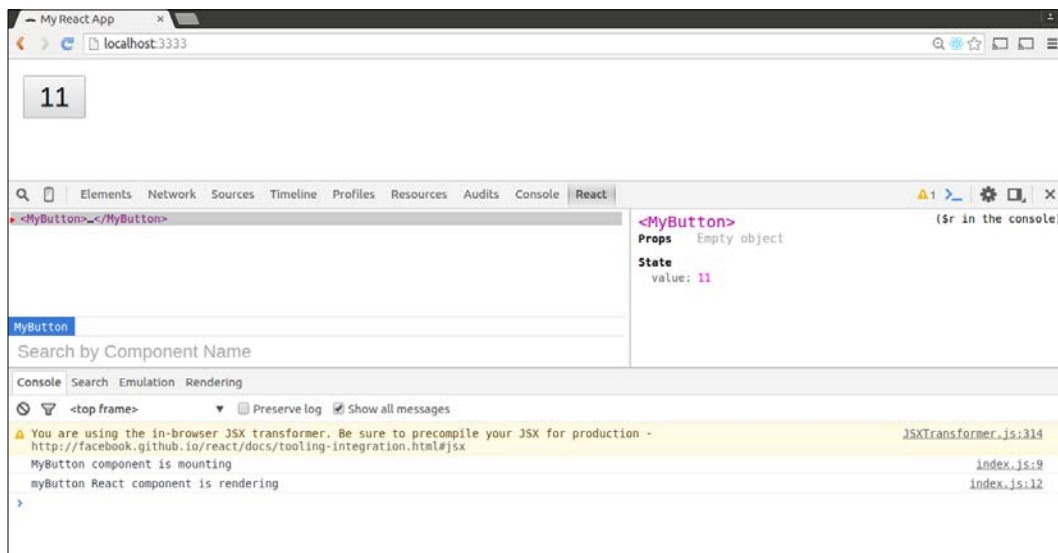 My React App
localhost:3333
11
Elements Network Sources Timeline Profiles Resources Audits Console React
1
<MyButton>…</MyButton>
<MyButton>
($r in the console)
Props Empty object
State
value: 11
MyButton
Search by Component Name
Console Search Emulation Rendering
<top frame> Preserve log Show all messages
You are using the in-browser JSX transformer. Be sure to precompile your JSX for production - JSXTransformer.js:314
http://facebook.github.io/react/docs/tooling-integration.html#jsx
MyButton component is mounting index.js:9
myButton React component is rendering index.js:12